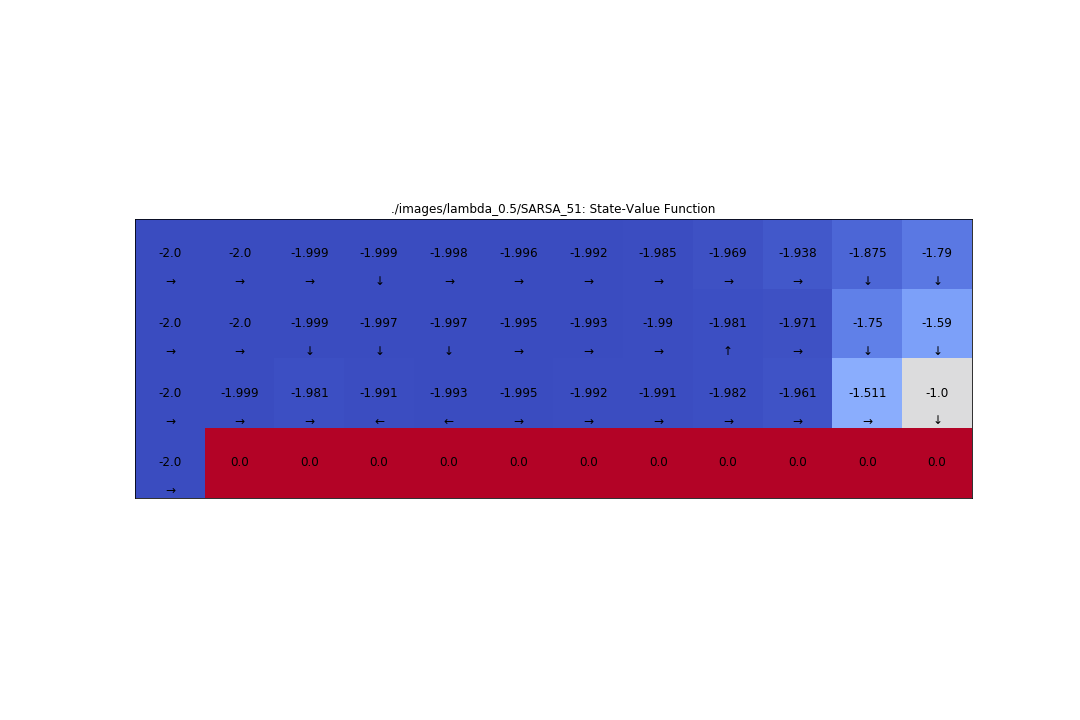 ./images/lambda_0.5/SARSA_51: State-Value Function
-2.0 -2.0 -1.999 -1.999 -1.998 -1.996 -1.992 -1.985 -1.969 -1.938 -1.875 -1.79
→ → → ↓ → → → → → → ↓ ↓
-2.0 -2.0 -1.999 -1.997 -1.997 -1.995 -1.993 -1.99 -1.981 -1.971 -1.75 -1.59
→ → ↓ ↓ ↓ → → → ↑ → ↓ ↓
-2.0 -1.999 -1.981 -1.991 -1.993 -1.995 -1.992 -1.991 -1.982 -1.961 -1.511 -1.0
→ → → ← ← → → → → → → ↓
-2.0 0.0 0.0 0.0 0.0 0.0 0.0 0.0 0.0 0.0 0.0 0.0
→